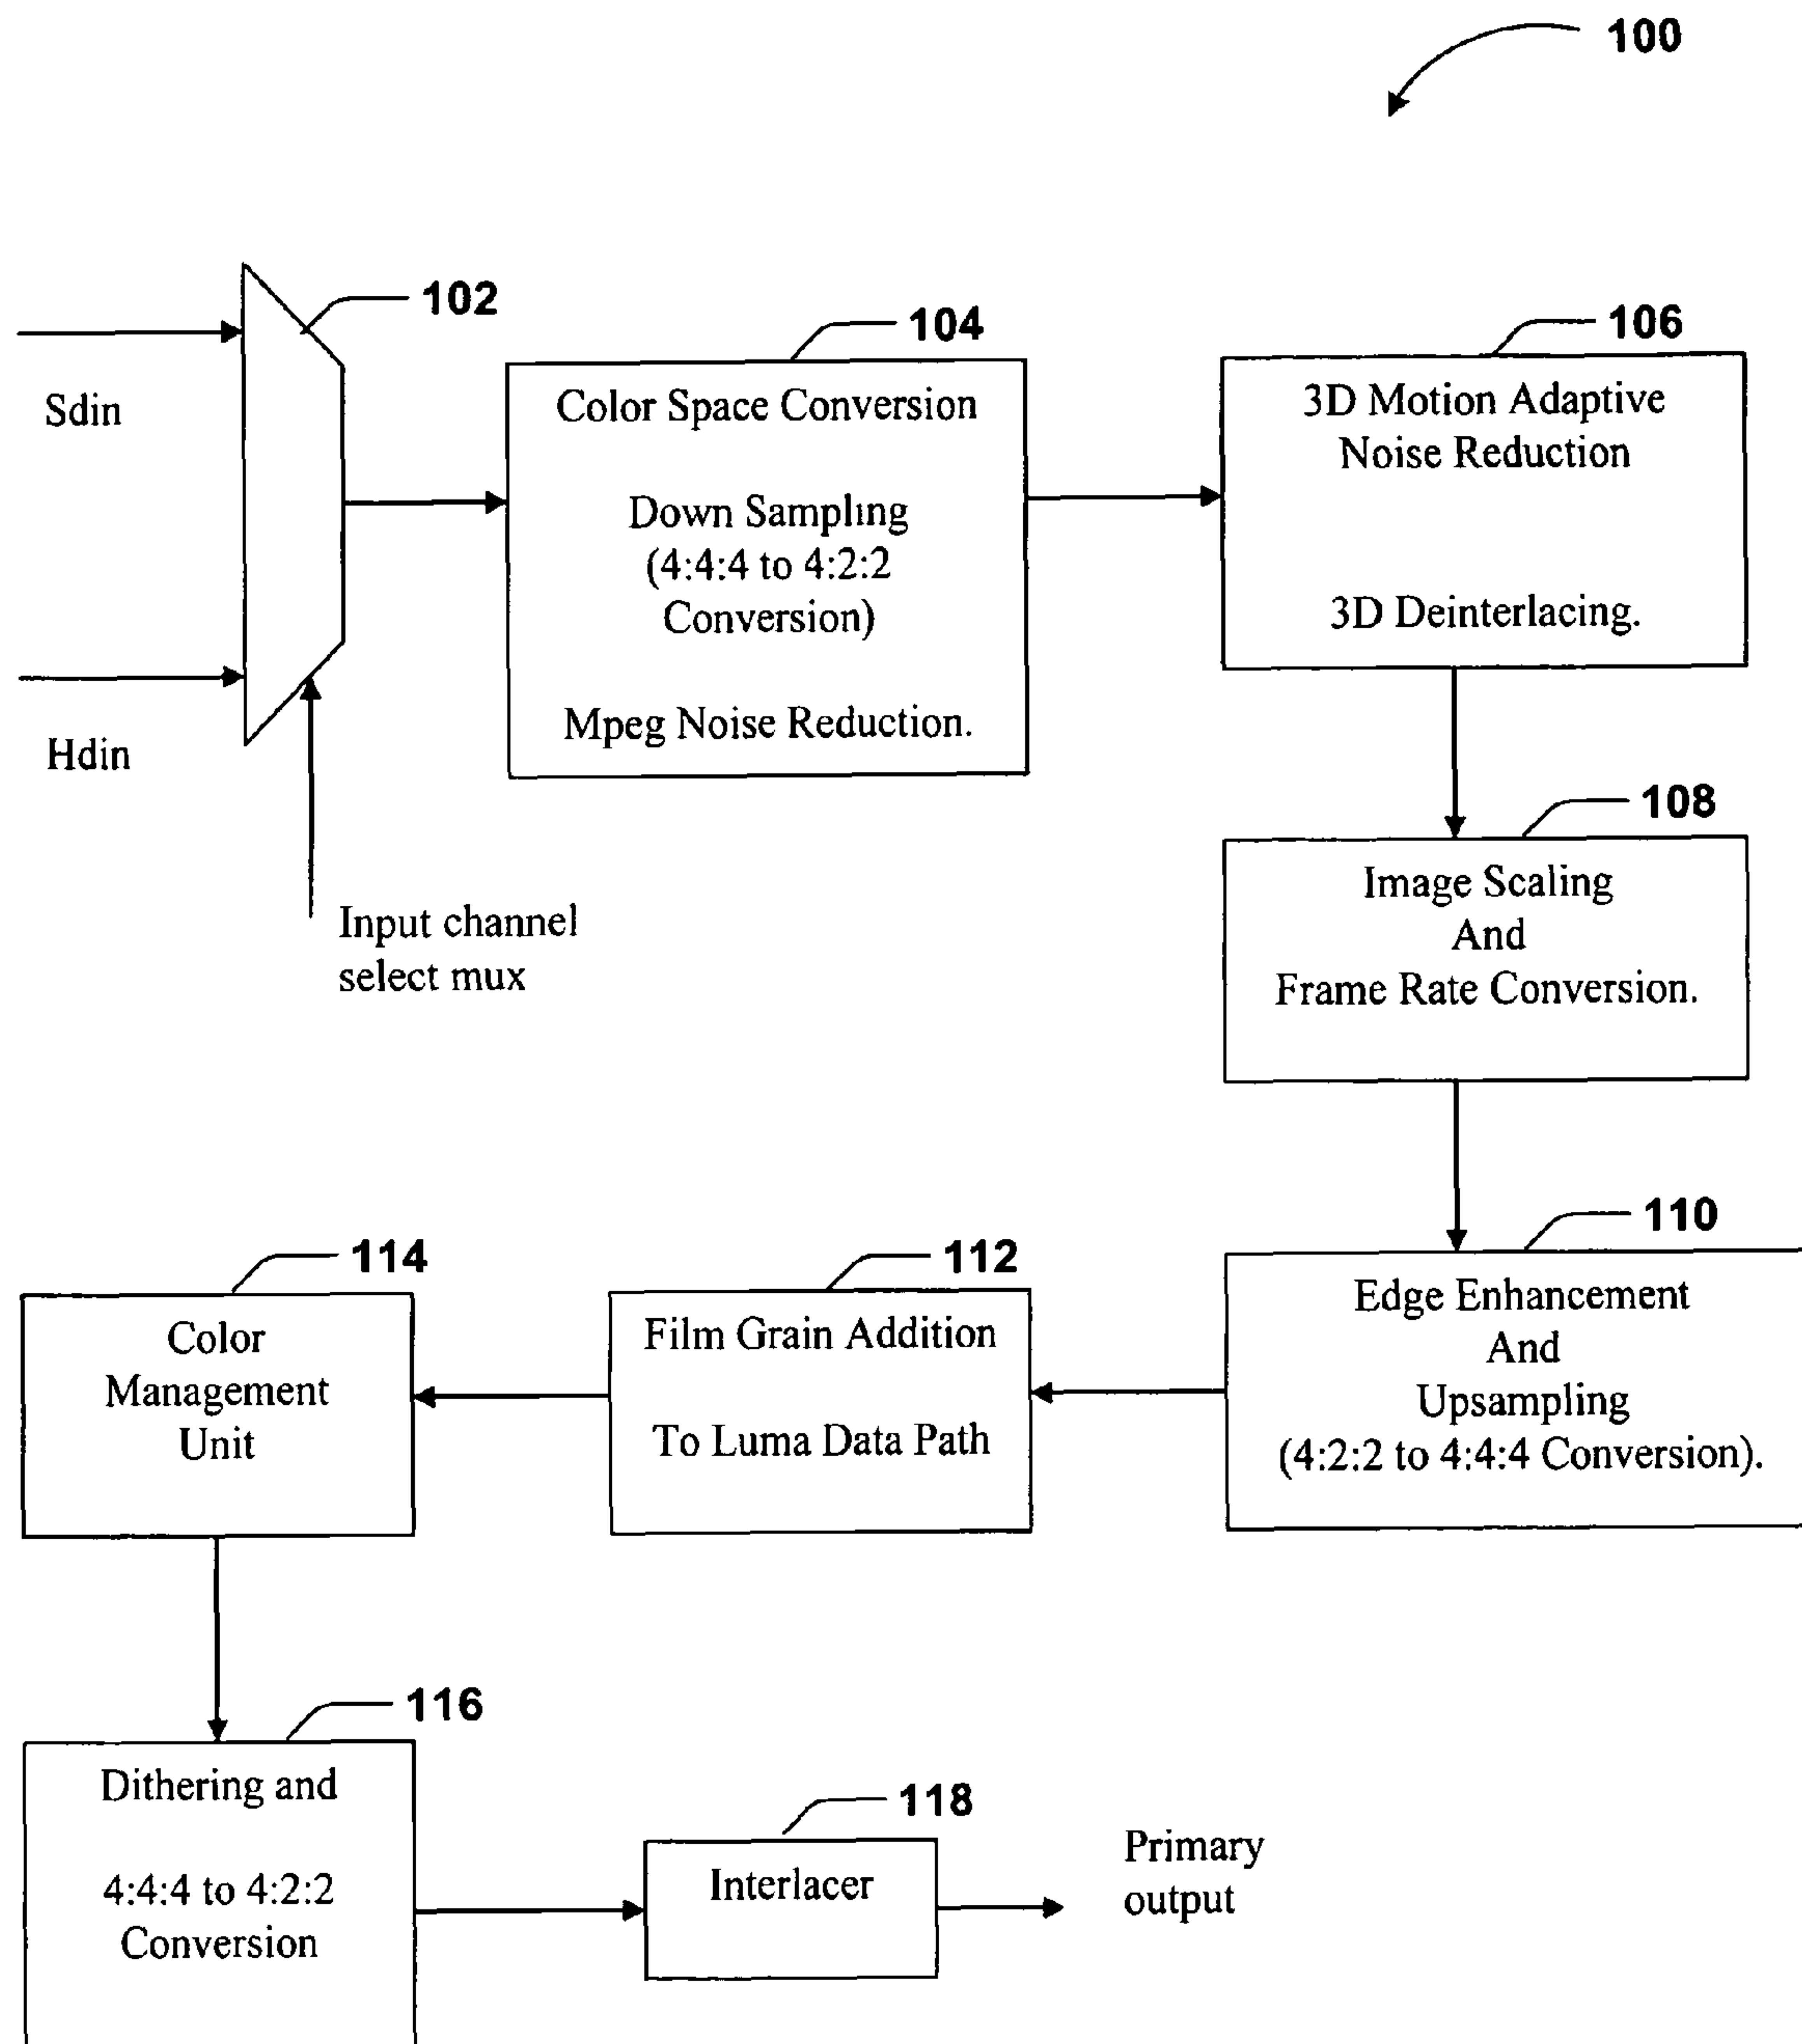 100
102
Sdin
Hdin
Input channel
select mux
104
Color Space Conversion
Down Sampling
(4:4:4 to 4:2:2
Conversion)
Mpeg Noise Reduction.
106
3D Motion Adaptive
Noise Reduction
3D Deinterlacing.
108
Image Scaling
And
Frame Rate Conversion.
110
Edge Enhancement
And
Upsampling
(4:2:2 to 4:4:4 Conversion).
112
Film Grain Addition
To Luma Data Path
114
Color
Management
Unit
116
Dithering and
4:4:4 to 4:2:2
Conversion
118
Interlacer
Primary
output